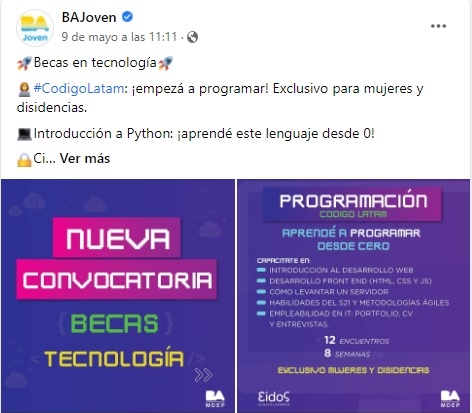 BA
Joven
BAJoven
9 de mayo a las 11:11 ·
🚀Becas en tecnología🚀
👩‍💻#CodigoLatam: ¡empezá a programar! Exclusivo para mujeres y
disidencias.
💻Introducción a Python: ¡aprendé este lenguaje desde 0!
🔒Ci... Ver más
NUEVA
CONVOCATORIA
{BECAS}
TECNOLOGÍA
BA
MDEP
PROGRAMACIÓN
CODIGO LATAM
APRENDÉ A PROGRAMAR
DESDE CERO
CAPACITATE EN:
INTRODUCCIÓN AL DESARROLLO WEB
DESARROLLO FRONT END (HTML, CSS Y JS)
CÓMO LEVANTAR UN SERVIDOR
HABILIDADES DEL S21 Y METODOLOGÍAS ÁGILES
EMPLEABILIDAD EN IT: PORTFOLIO, CV
Y ENTREVISTAS.
12 ENCUENTROS
8 SEMANAS
EXCLUSIVO MUJERES Y DISIDENCIAS
Eidos
BA
MDEP